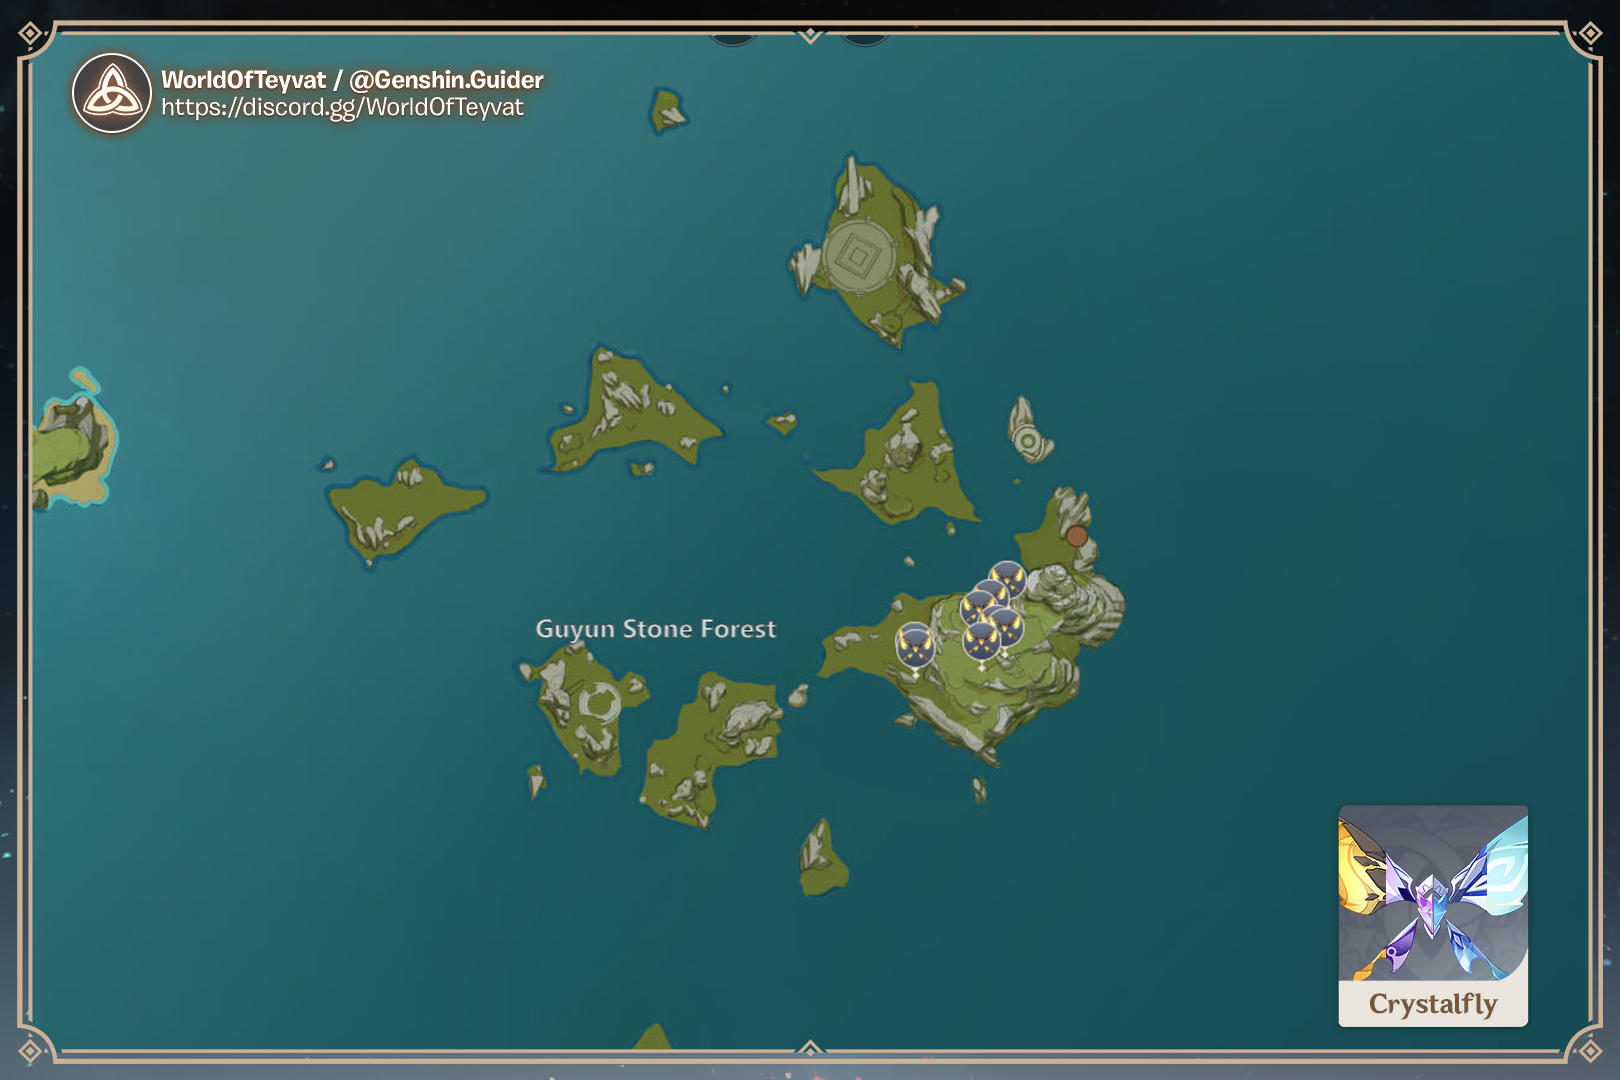 WorldOfTeyvat / @Genshin.Guider
https://discord.gg/WorldOfTeyvat
Guyun Stone Forest
Crystalfly